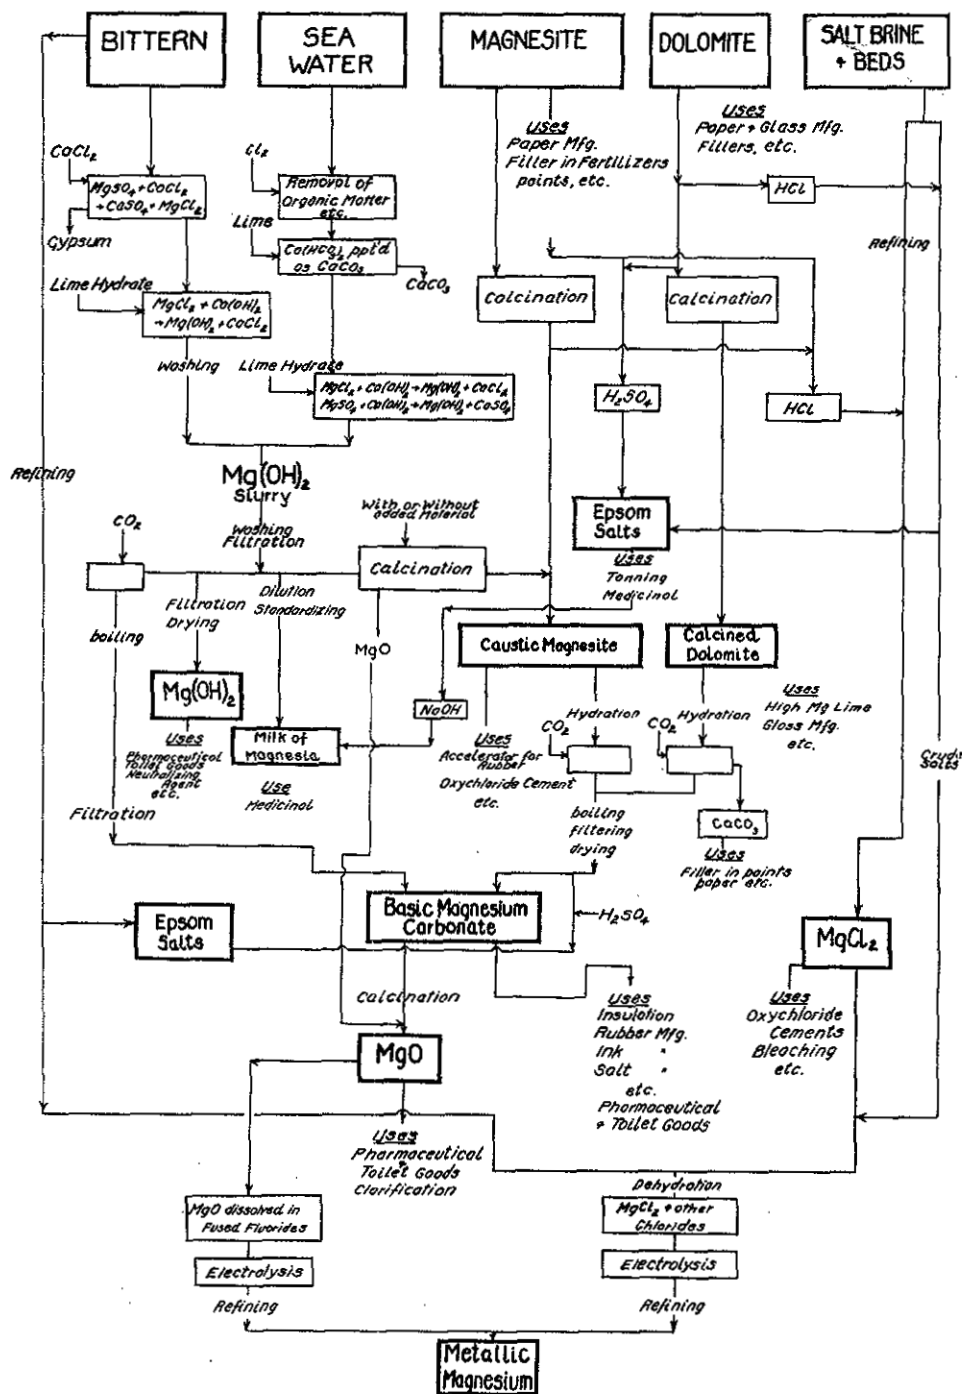 BITTERN
SEA
WATER
MAGNESITE
DOLOMITE
SALT BRINE
+ BEDS
Uses
Paper Mfg.
Filler in Fertilizers
paints, etc.
Uses
Paper + Glass Mfg.
Fillers, etc.
CaCl2
MgSO4 + CaCl2
→ CaSO4 + MgCl2
Gypsum
Cl2
Removal of
Organic Matter
etc.
Lime
Ca(HCO3)2 ppt'd
as CaCO3
CaCO3
HCl
Refining
Lime Hydrate
MgCl2 + Ca(OH)2
→ Mg(OH)2 + CaCl2
Washing
Calcination
Calcination
Lime Hydrate
MgCl2 + Ca(OH)2 → Mg(OH)2 + CaCl2
MgSO4 + Ca(OH)2 → Mg(OH)2 + CaSO4
H2SO4
HCl
Refining
Mg(OH)2
Slurry
Washing
Filtration
With or Without
added Material
Epsom
Salts
Uses
Tanning
Medicinal
CO2
Calcination
boiling
Filtration
Drying
Dilution
Standardizing
MgO
Caustic Magnesite
Calcined
Dolomite
Mg(OH)2
Uses
Pharmaceutical
Toilet Goods
Neutralizing
Agent
etc.
NaOH
Milk of
Magnesia
Use
Medicinal
Uses
Accelerator for
Rubber
Oxychloride Cement
etc.
Hydration
CO2
Hydration
CO2
Uses
High Mg Lime
Glass Mfg.
etc.
Crude
Salts
Filtration
boiling
filtering
drying
CaCO3
Uses
Filler in paints
paper etc.
Epsom
Salts
Basic Magnesium
Carbonate
H2SO4
MgCl2
Calcination
Uses
Insulation
Rubber Mfg.
Ink "
Salt "
etc.
Pharmaceutical
+ Toilet Goods
Uses
Oxychloride
Cements
Bleaching
etc.
MgO
Uses
Pharmaceutical
+
Toilet Goods
Clarification
Dehydration
MgO dissolved in
Fused Fluorides
MgCl2 + other
Chlorides
Electrolysis
Electrolysis
Refining
Refining
Metallic
Magnesium